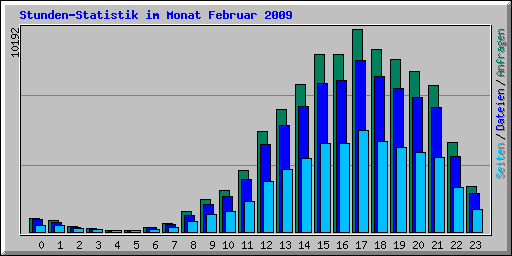 Stunden-Statistik im Monat Februar 2009
10192
Seiten / Dateien / Anfragen
0 1 2 3 4 5 6 7 8 9 10 11 12 13 14 15 16 17 18 19 20 21 22 23